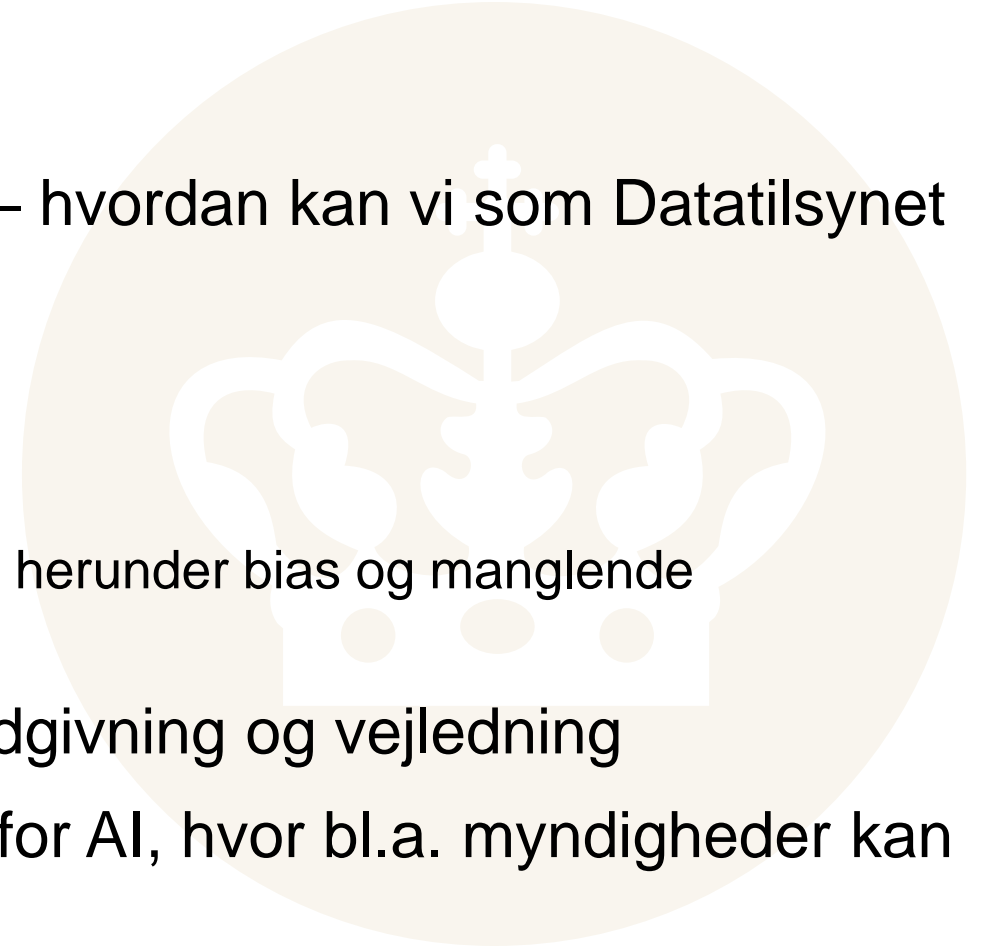 – hvordan kan vi som Datatilsynet
herunder bias og manglende
dgivning og vejledning
for AI, hvor bl.a. myndigheder kan